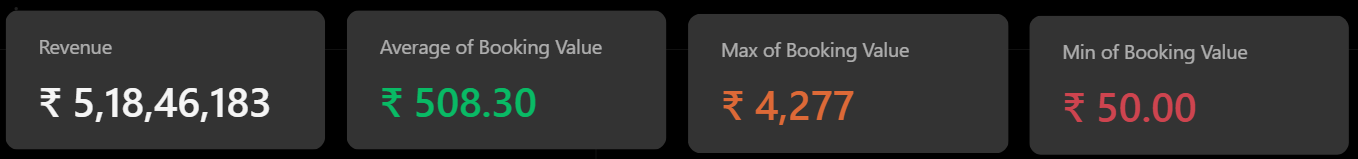 Revenue
₹ 5,18,46,183
Average of Booking Value
₹ 508.30
Max of Booking Value
₹ 4,277
Min of Booking Value
₹ 50.00